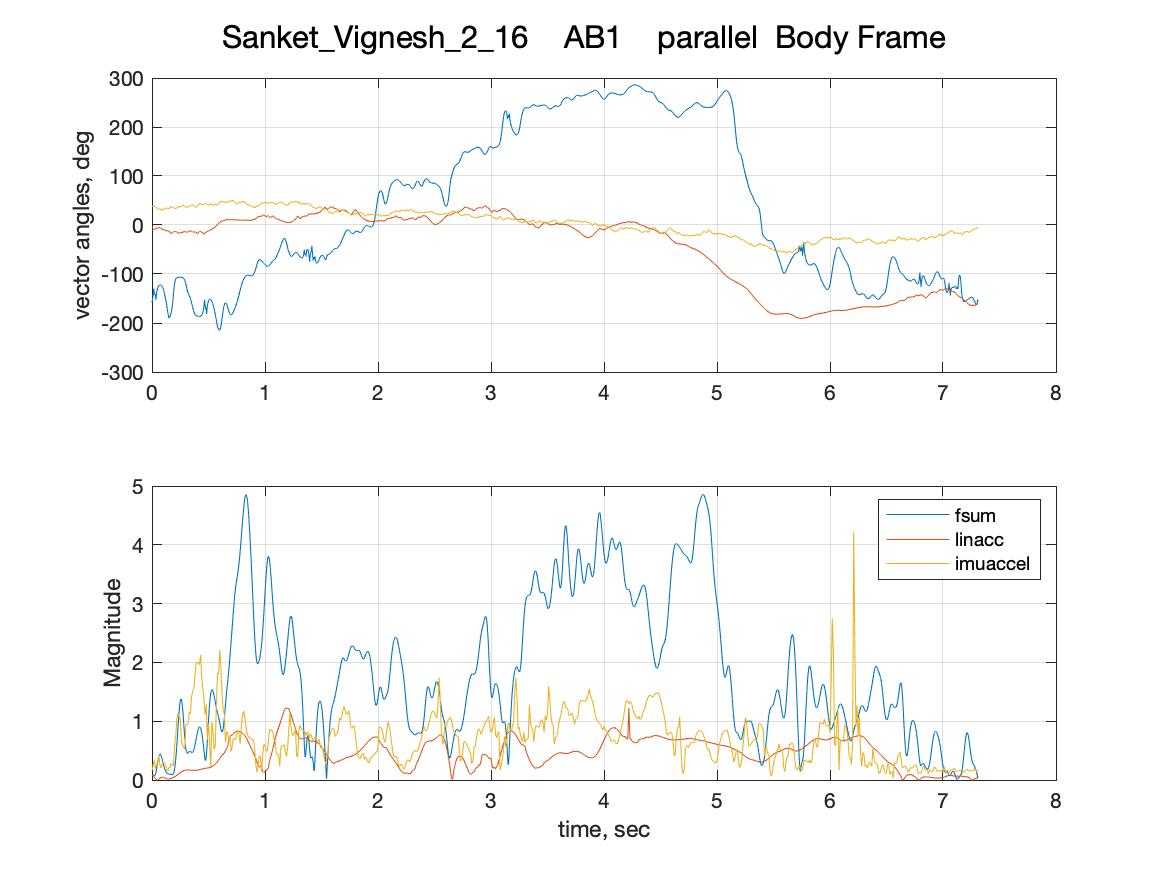 Sanket_Vignesh_2_16 AB1 parallel Body Frame
vector angles, deg
300
200
100
0
-100
-200
-300
0 1 2 3 4 5 6 7 8
Magnitude
5
4
3
2
1
0
fsum
linacc
imuaccel
0 1 2 3 4 5 6 7 8
time, sec